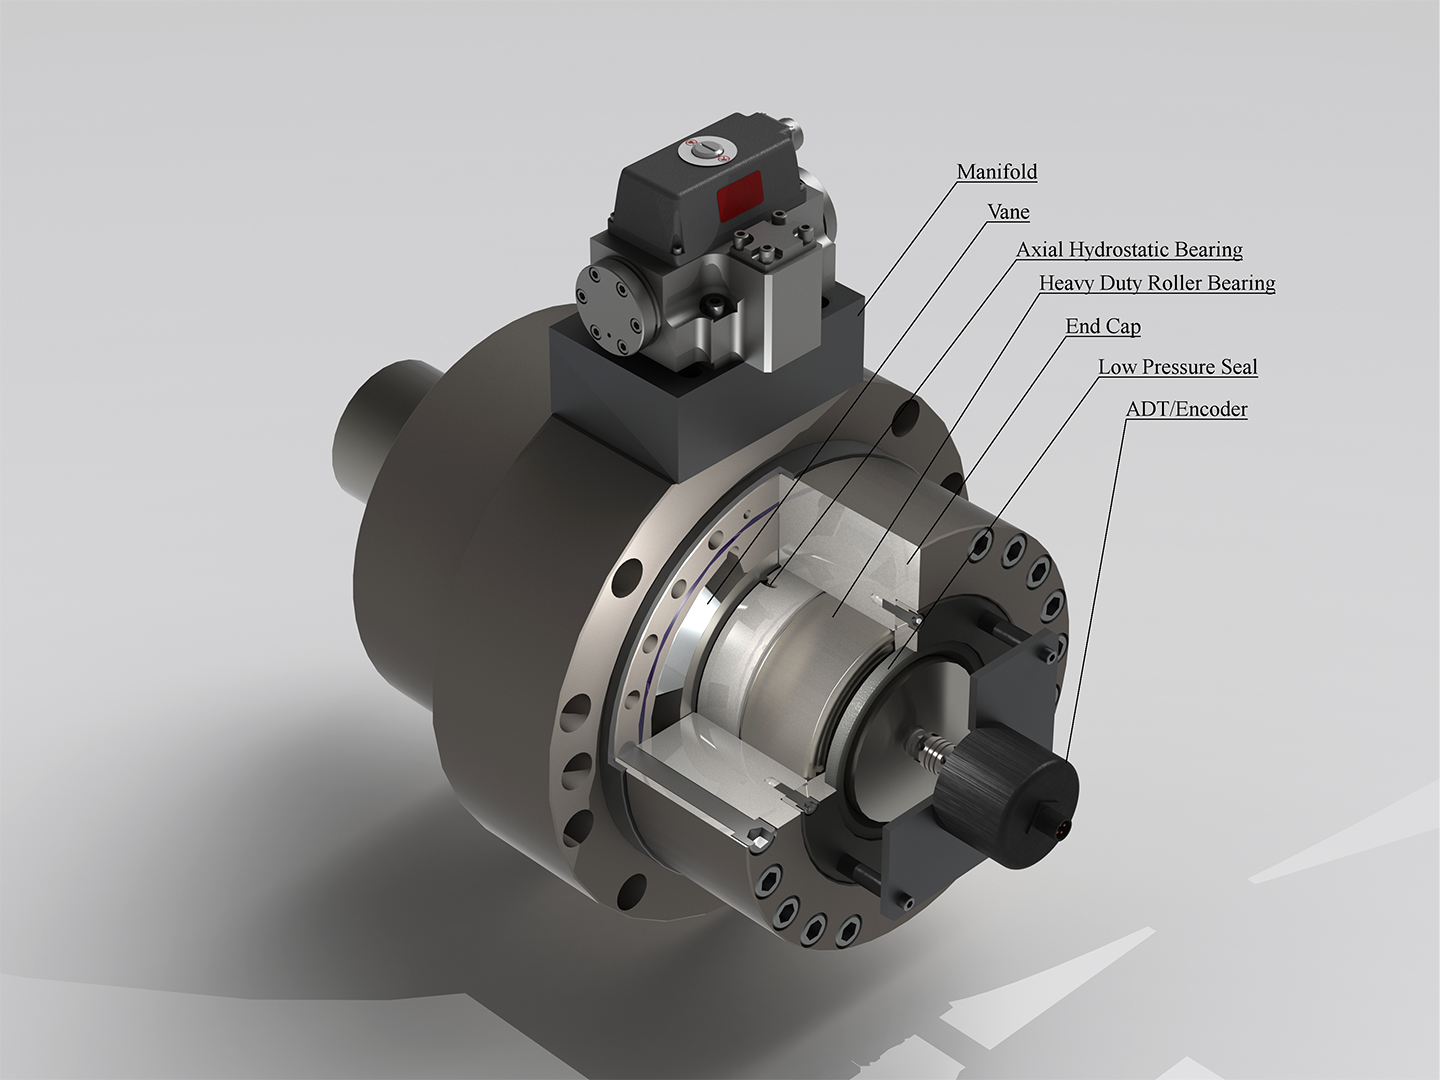 Manifold
Vane
Axial Hydrostatic Bearing
Heavy Duty Roller Bearing
End Cap
Low Pressure Seal
ADT/Encoder